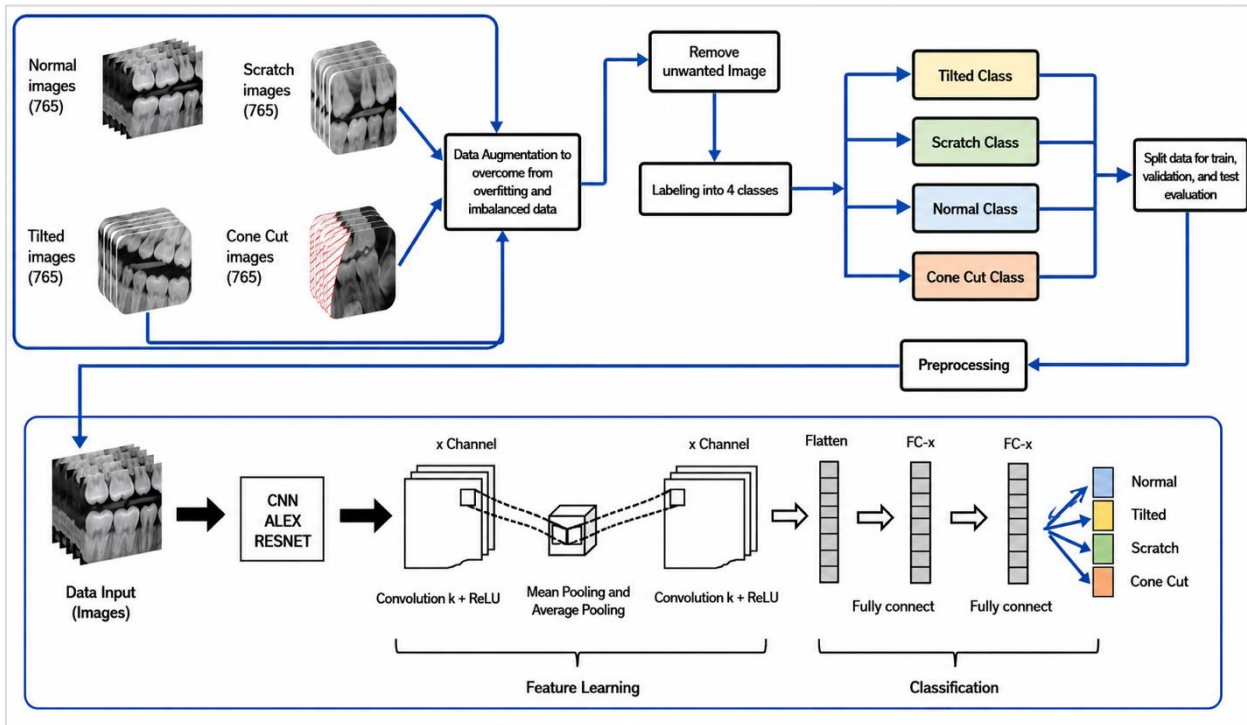 Normal
images
(765)
Scratch
images
(765)
Tilted
images
(765)
Cone Cut
images
(765)
Data Augmentation to
overcome from
overfitting and
imbalanced data
Remove
unwanted Image
Labeling into 4 classes
Tilted Class
Scratch Class
Normal Class
Cone Cut Class
Split data for train,
validation, and test
evaluation
Preprocessing
Data Input
(Images)
CNN
ALEX
RESNET
x Channel
Convolution k + ReLU
Mean Pooling and
Average Pooling
x Channel
Convolution k + ReLU
Feature Learning
Flatten
FC-x
FC-x
Fully connect
Fully connect
Classification
Normal
Tilted
Scratch
Cone Cut